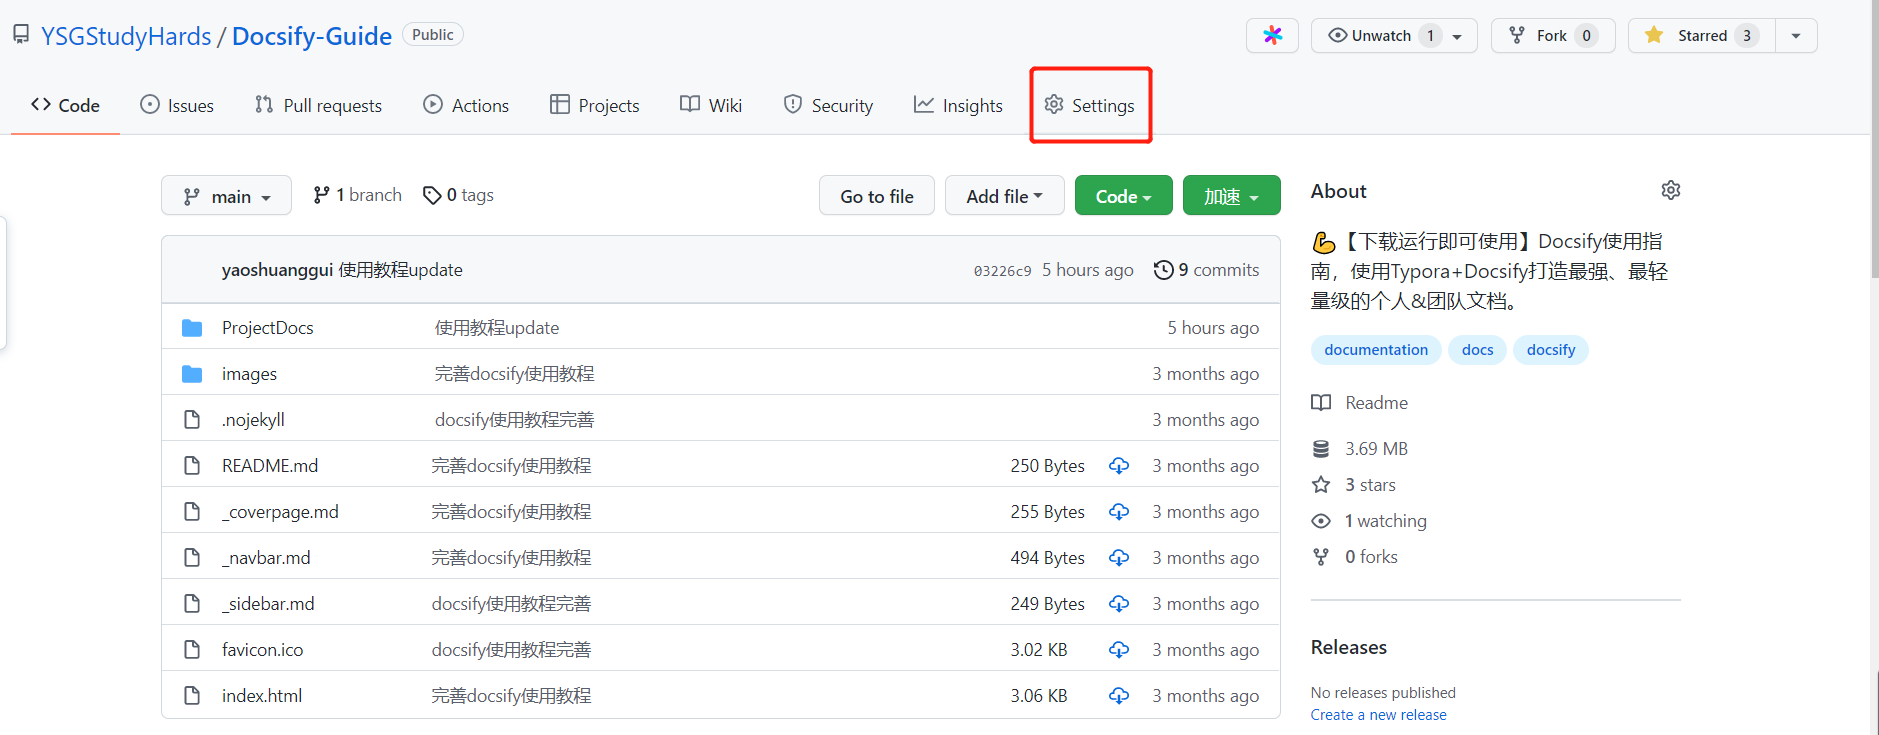 YSGStudyHards / Docsify-Guide Public Unwatch 1 Fork 0 Starred 3
Code Issues Pull requests Actions Projects Wiki Security Insights Settings
main 1 branch 0 tags Go to file Add file Code 加速
yaoshuanggui 使用教程update 03226c9 5 hours ago 9 commits
ProjectDocs 使用教程update 5 hours ago
images 完善docsify使用教程 3 months ago
.nojekyll docsify使用教程完善 3 months ago
README.md 完善docsify使用教程 250 Bytes 3 months ago
_coverpage.md 完善docsify使用教程 255 Bytes 3 months ago
_navbar.md 完善docsify使用教程 494 Bytes 3 months ago
_sidebar.md docsify使用教程完善 249 Bytes 3 months ago
favicon.ico docsify使用教程完善 3.02 KB 3 months ago
index.html 完善docsify使用教程 3.06 KB 3 months ago
About
💪【下载运行即可使用】Docsify使用指
南，使用Typora+Docsify打造最强、最轻
量级的个人&团队文档。
documentation docs docsify
Readme
3.69 MB
3 stars
1 watching
0 forks
Releases
No releases published
Create a new release